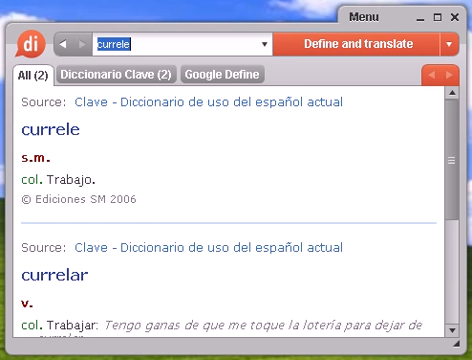 Menu
di
currele
Define and translate
All (2)
Diccionario Clave (2)
Google Define
Source: Clave - Diccionario de uso del español actual
currele
s.m.
col. Trabajo.
© Ediciones SM 2006
Source: Clave - Diccionario de uso del español actual
currelar
v.
col. Trabajar: Tengo ganas de que me toque la lotería para dejar de
currelar.